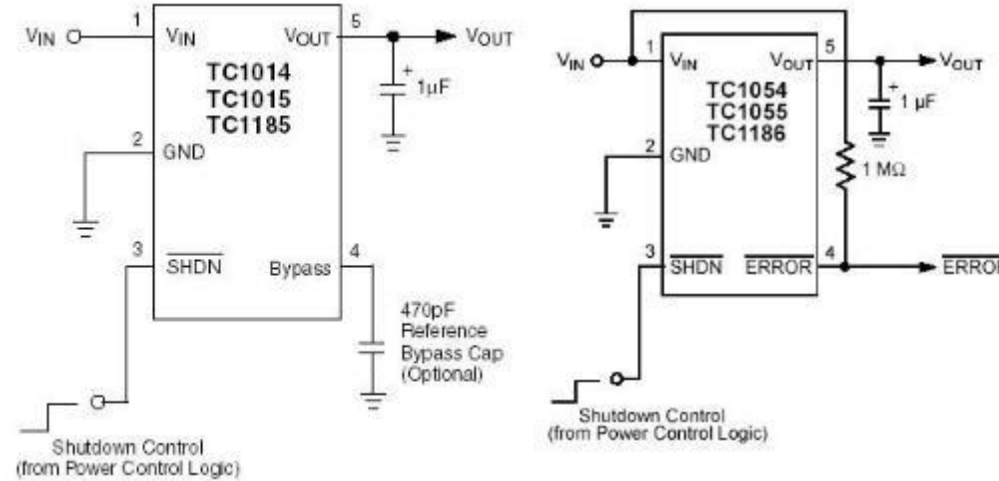 1
5
VIN
VIN
VOUT
VOUT
TC1014
TC1015
TC1185
+
1µF
2
GND
3
4
SHDN
Bypass
470pF
Reference
Bypass Cap
(Optional)
Shutdown Control
(from Power Control Logic)
1
5
VIN
VIN
VOUT
VOUT
TC1054
TC1055
TC1186
+
1 µF
2
GND
1 MΩ
3
4
SHDN
ERROR
ERROR
Shutdown Control
(from Power Control Logic)